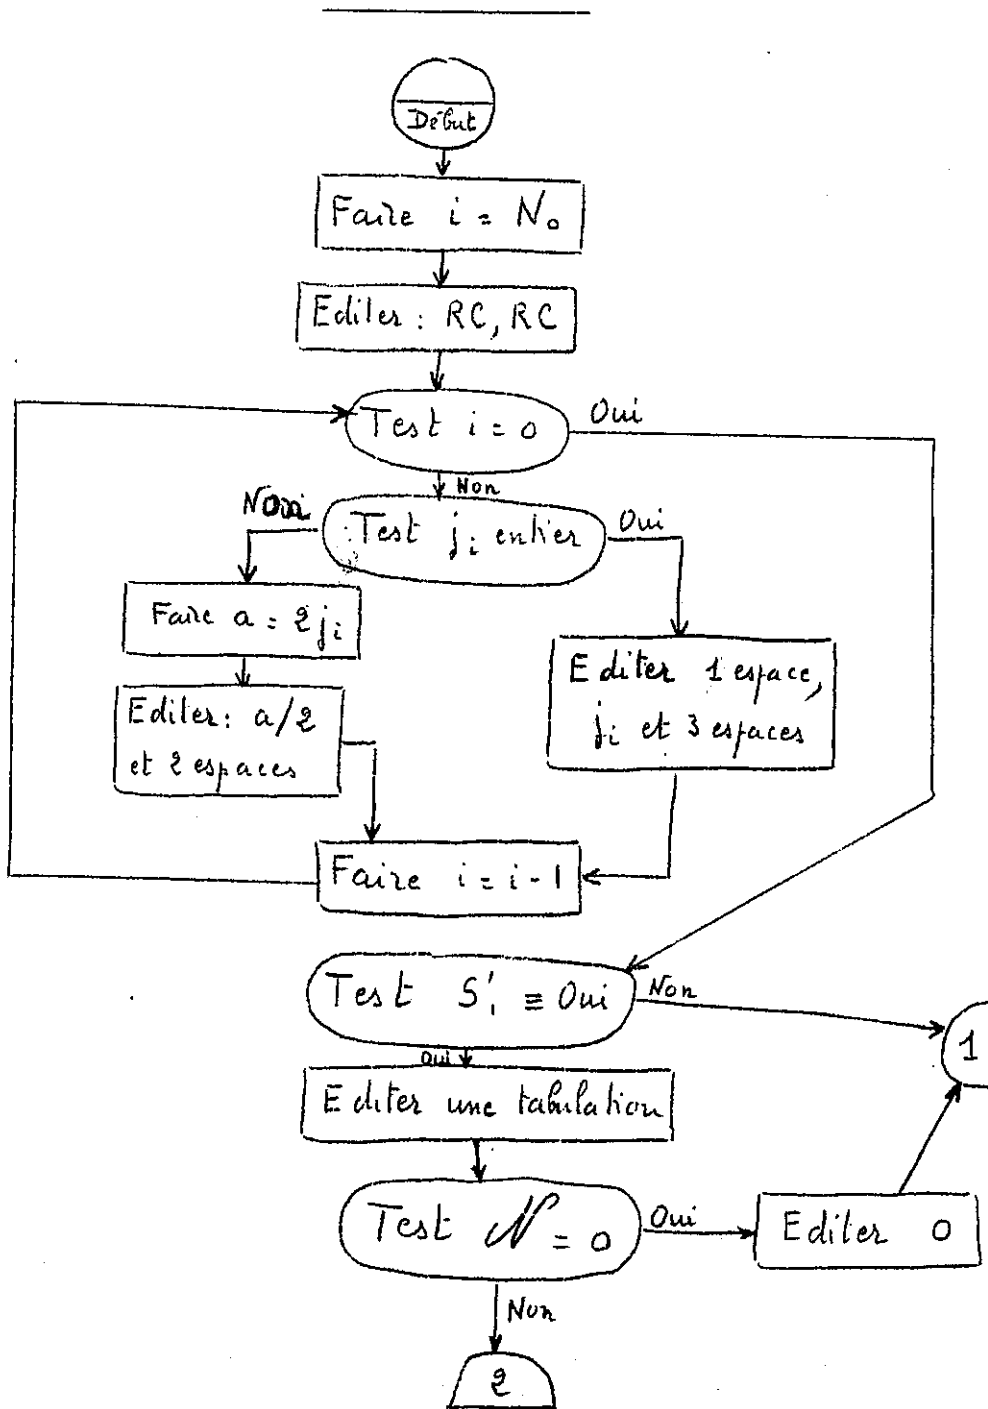 Début
Faire i = N₀
Editer : RC, RC
Test i = 0
Oui
Non
Non
Test jᵢ entier
Oui
Faire a = 2jᵢ
Editer 1 espace,
jᵢ et 3 espaces
Editer : a/2
et 2 espaces
Faire i = i - 1
Test S'₁ ≡ Oui
Non
1
Oui
Editer une tabulation
Test 𝒩 = 0
Oui
Editer 0
Non
2